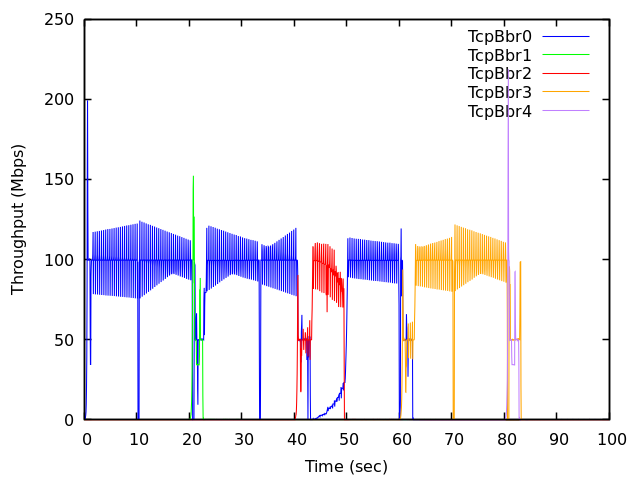 250
200
150
100
50
0
Throughput (Mbps)
TcpBbr0
TcpBbr1
TcpBbr2
TcpBbr3
TcpBbr4
0 10 20 30 40 50 60 70 80 90 100
Time (sec)